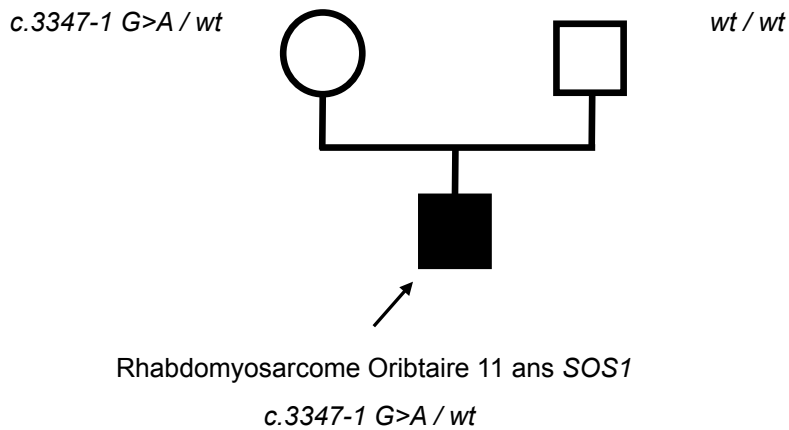 c.3347-1 G>A / wt
wt / wt
Rhabdomyosarcome Oribtaire 11 ans SOS1
c.3347-1 G>A / wt